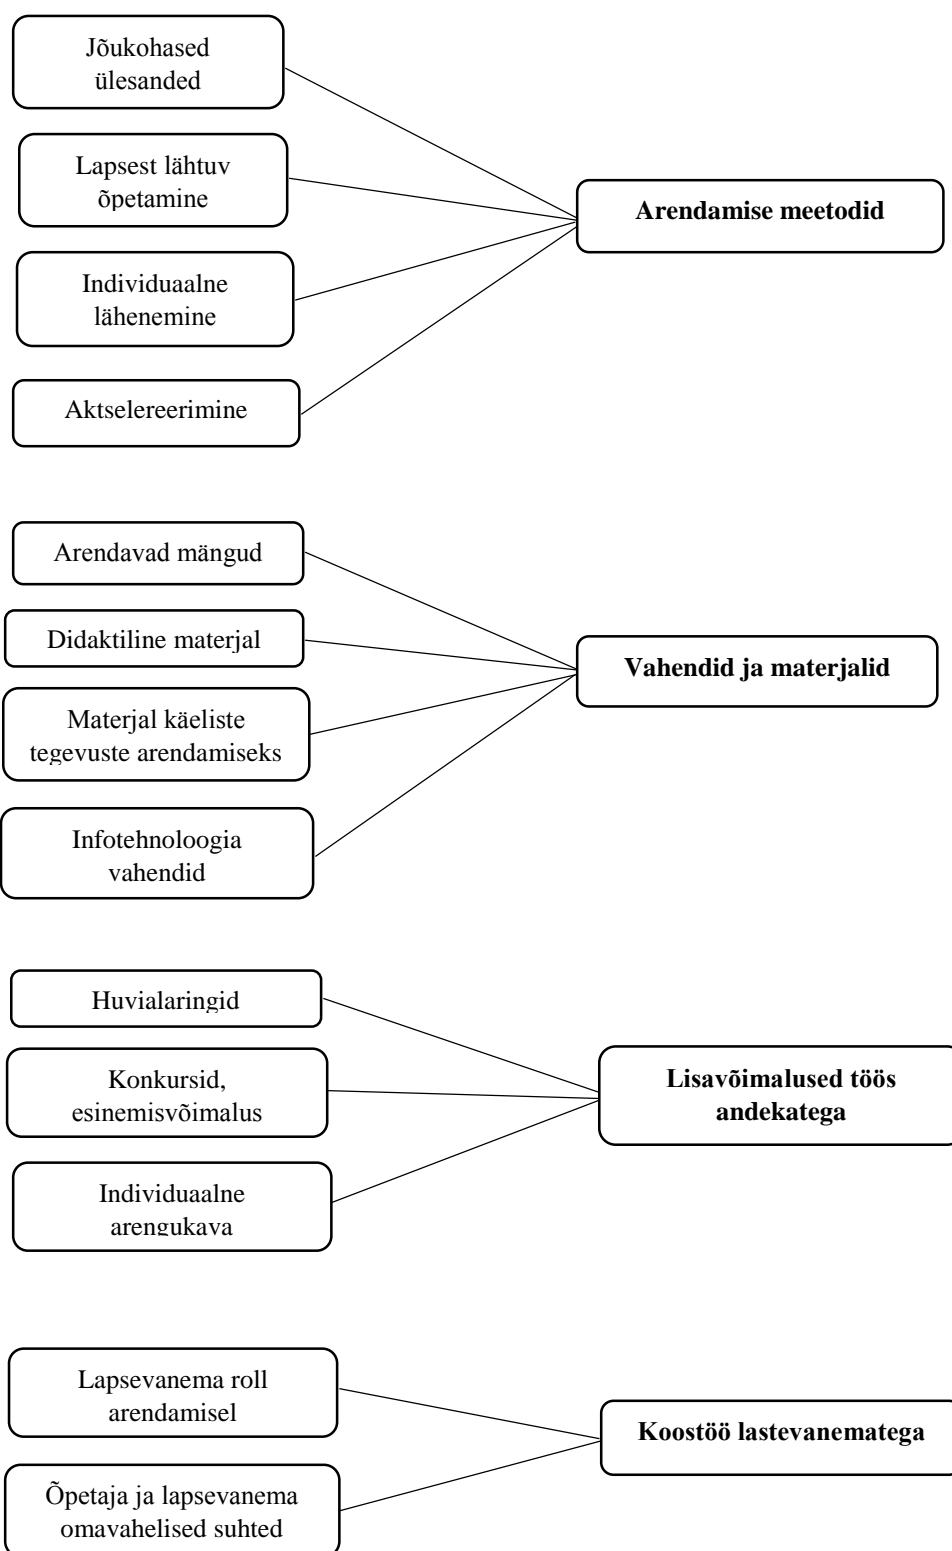 Jõukohased
ülesanded
Lapsest lähtuv
õpetamine
Individuaalne
lähenemine
Aktselereerimine
Arendamise meetodid
Arendavad mängud
Didaktiline materjal
Materjal käeliste
tegevuste arendamiseks
Infotehnoloogia
vahendid
Vahendid ja materjalid
Huvialaringid
Konkursid,
esinemisvõimalus
Individuaalne
arengukava
Lisavõimalused töös
andekatega
Lapsevanema roll
arendamisel
Õpetaja ja lapsevanema
omavahelised suhted
Koostöö lastevanematega